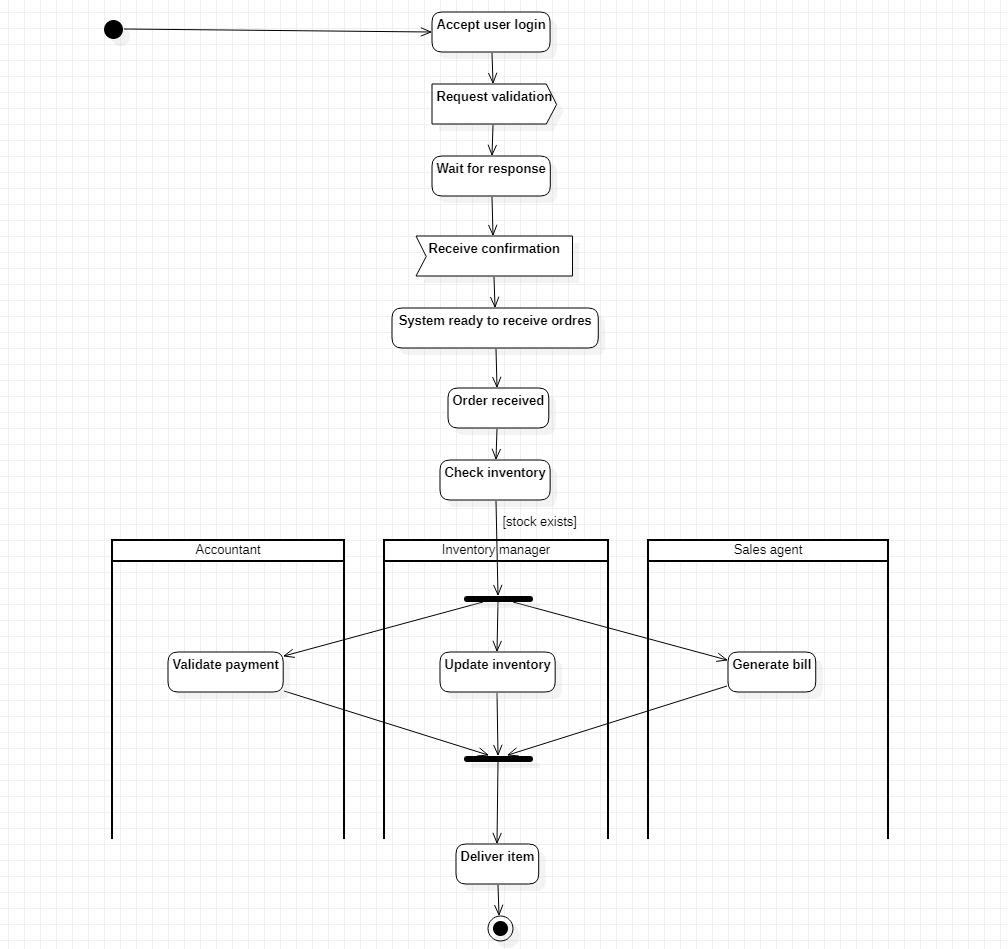 Accept user login
Request validation
Wait for response
Receive confirmation
System ready to receive ordres
Order received
Check inventory
[stock exists]
Accountant
Inventory manager
Sales agent
Validate payment
Update inventory
Generate bill
Deliver item